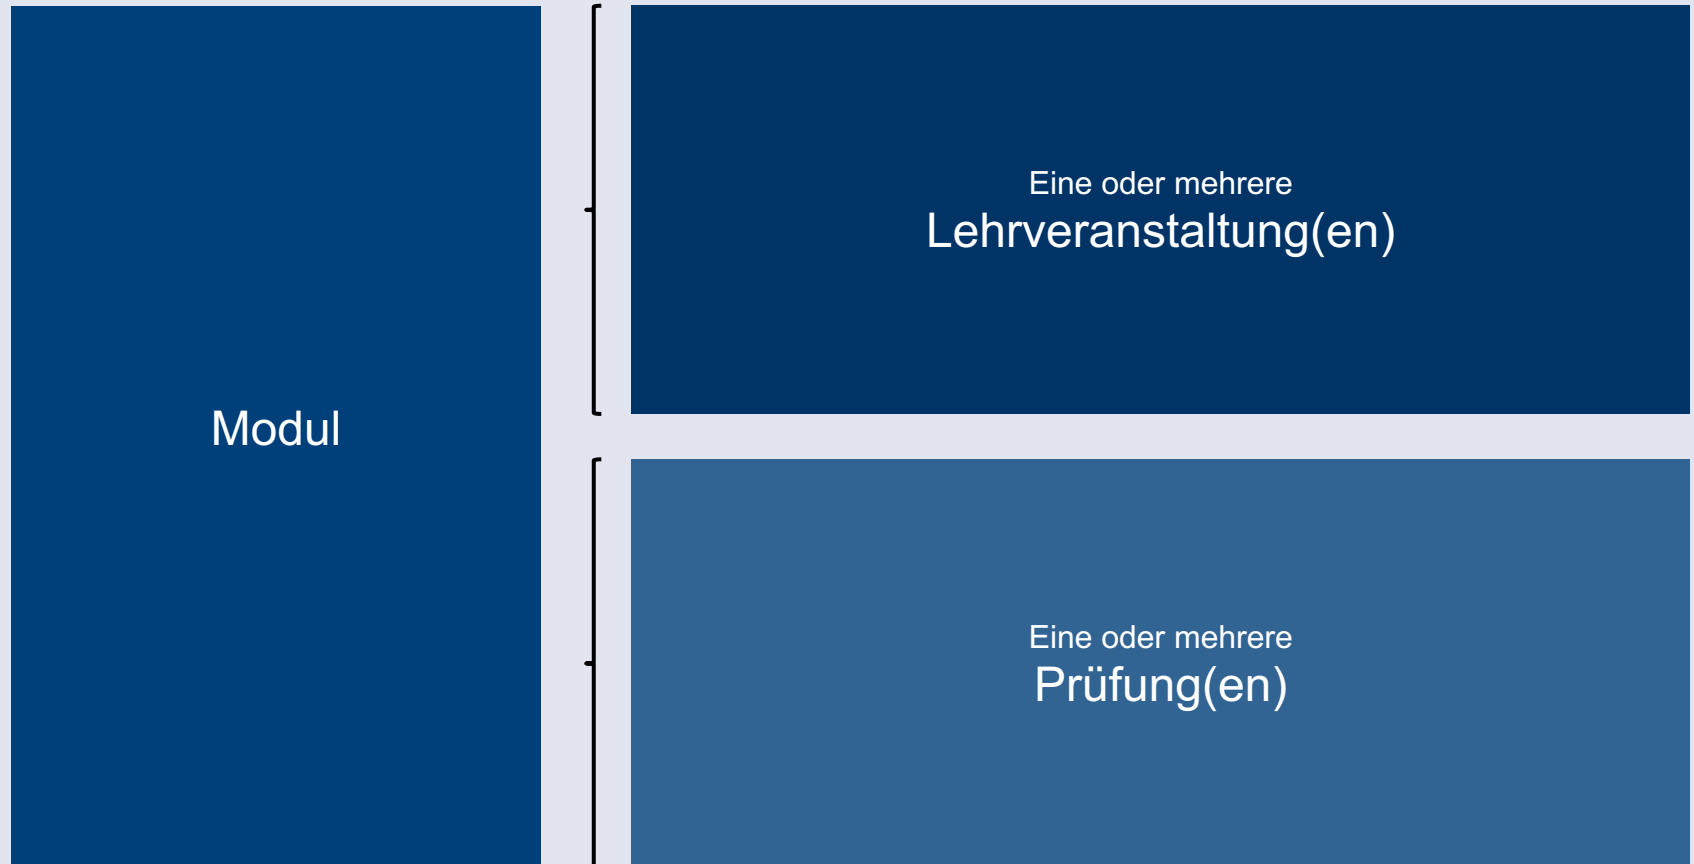 Modul
Eine oder mehrere
Lehrveranstaltung(en)
Eine oder mehrere
Prüfung(en)